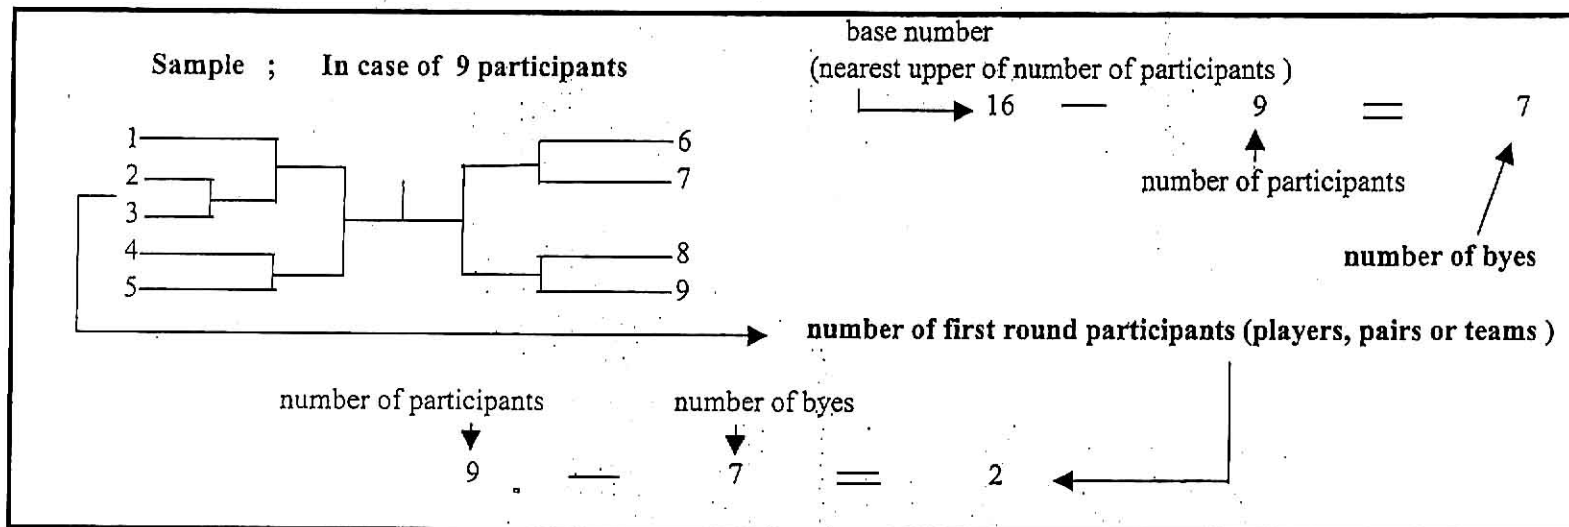 Sample ; In case of 9 participants
base number
(nearest upper of number of participants )
16 — 9 = 7
number of participants
number of byes
1
2
3
4
5
6
7
8
9
number of first round participants (players, pairs or teams )
number of participants number of byes
9 — 7 = 2